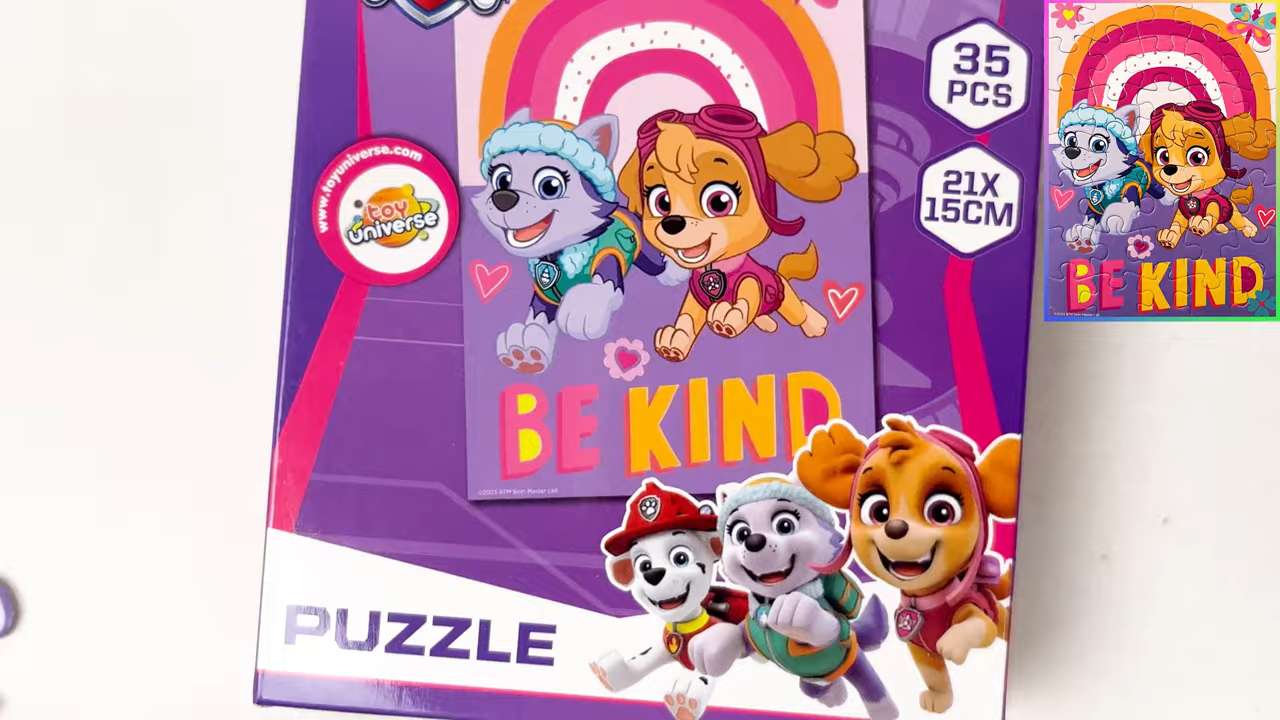 35
PCS
www.toyuniverse.com
toy
universe
21X
15CM
BE KIND
BE KIND
PUZZLE